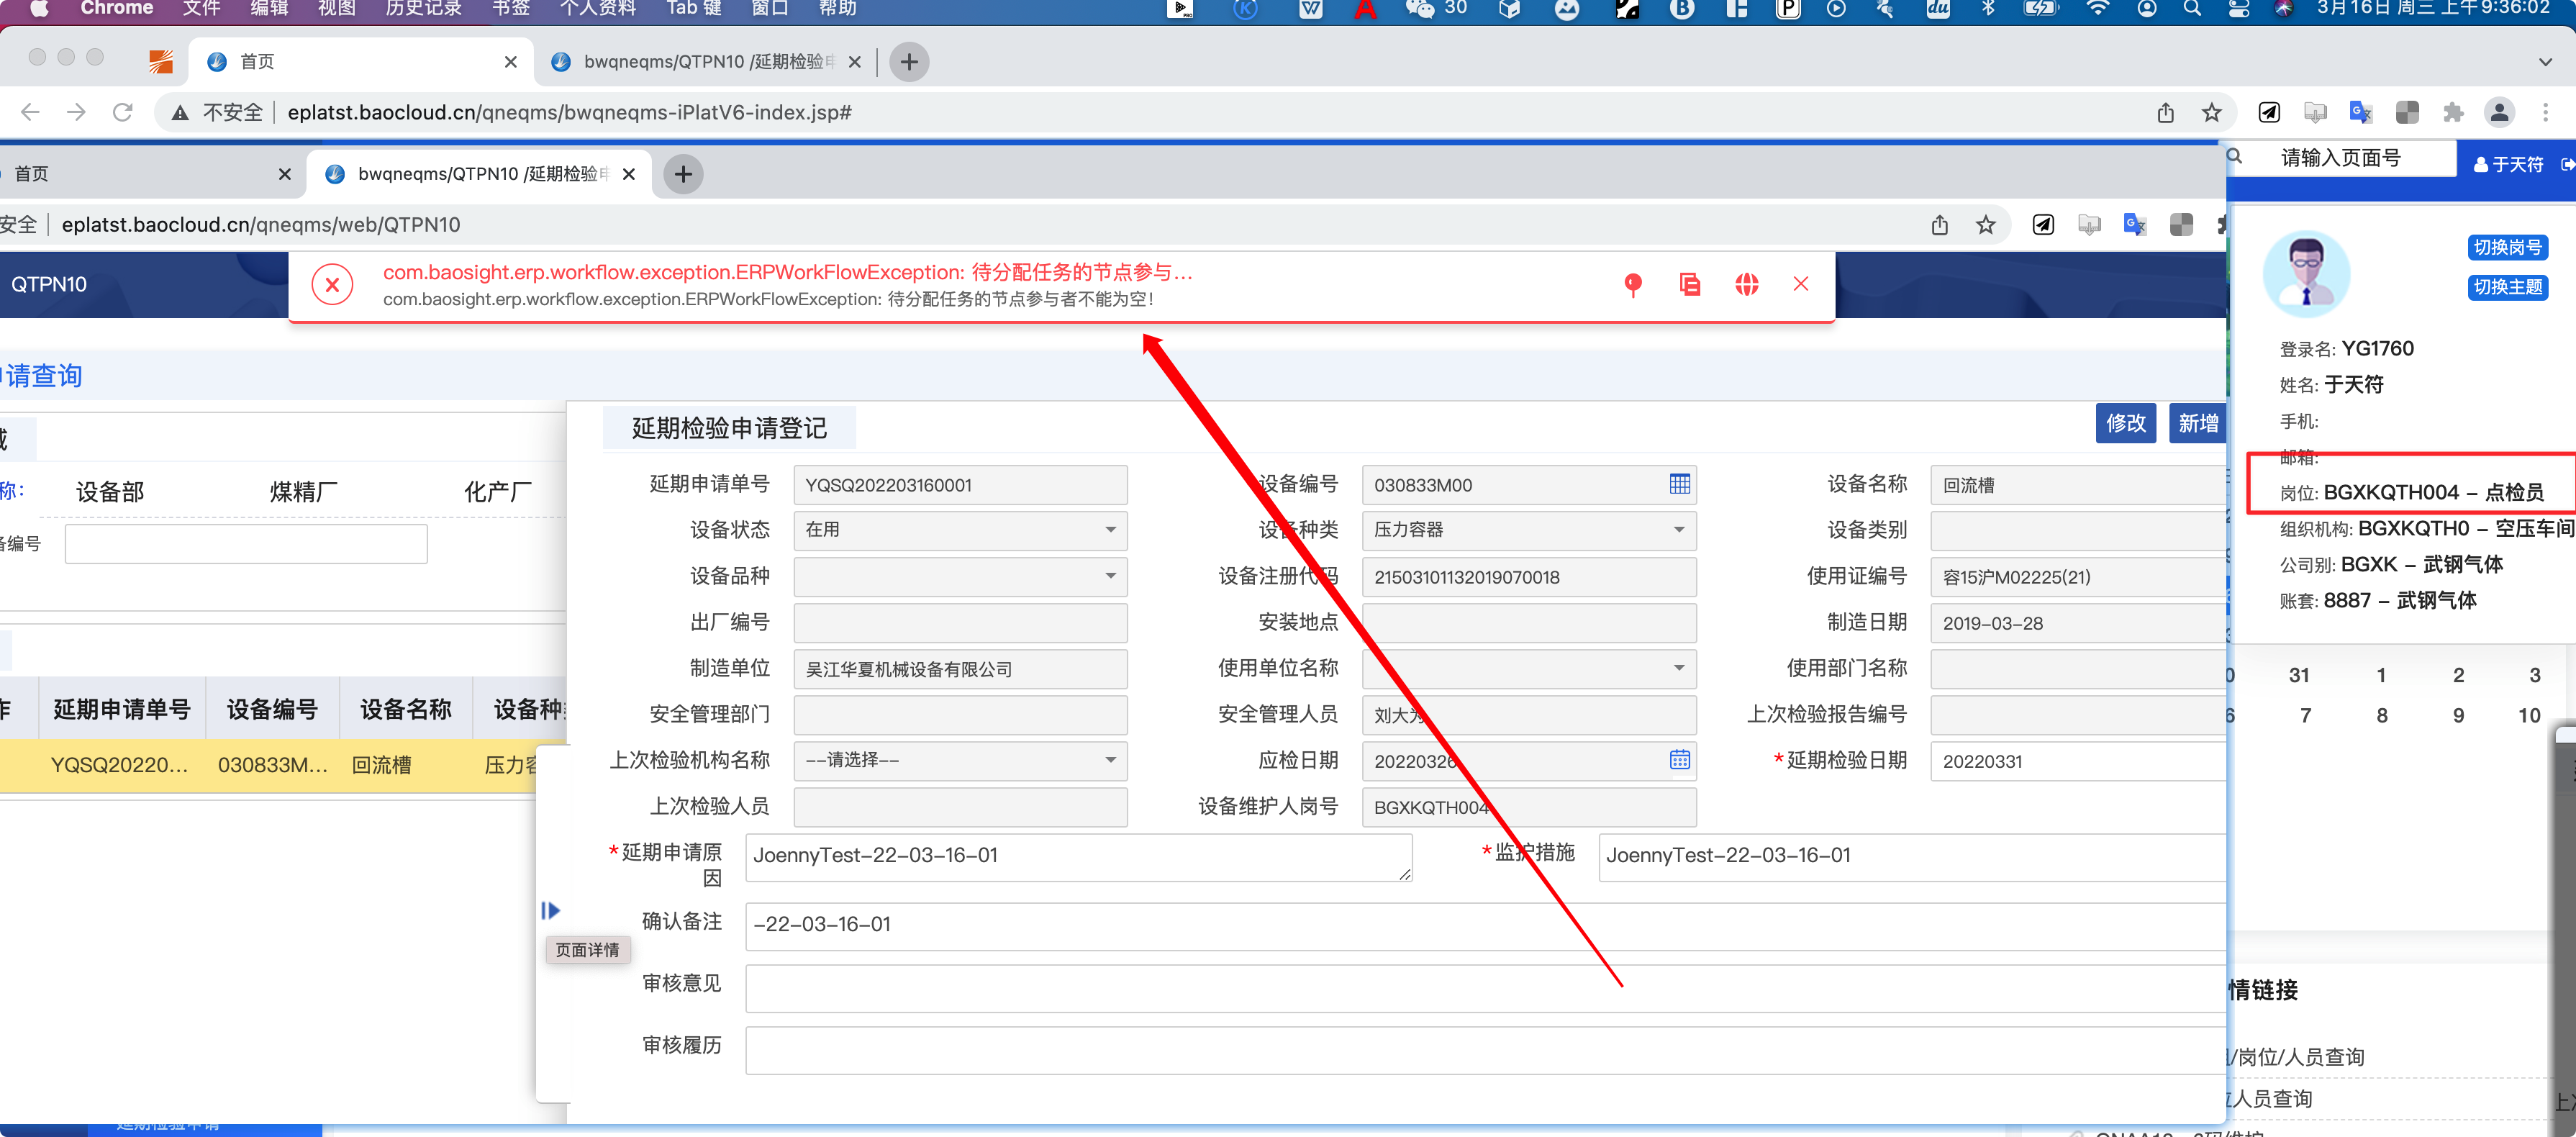 Chrome 文件 编辑 视图 历史记录 书签 个人资料 Tab 键 窗口 帮助 30 3月16日 周三 上午9:36:02
首页 bwqneqms/QTPN10 /延期检验申
不安全 eplatst.baocloud.cn/qneqms/bwqneqms-iPlatV6-index.jsp#
首页 bwqneqms/QTPN10 /延期检验申
请输入页面号 于天符
安全 eplatst.baocloud.cn/qneqms/web/QTPN10
QTPN10
com.baosight.erp.workflow.exception.ERPWorkFlowException: 待分配任务的节点参与...
com.baosight.erp.workflow.exception.ERPWorkFlowException: 待分配任务的节点参与者不能为空!
切换岗号
切换主题
登录名: YG1760
姓名: 于天符
手机:
邮箱:
岗位: BGXKQTH004 - 点检员
组织机构: BGXKQTH0 - 空压车间
公司别: BGXK - 武钢气体
账套: 8887 - 武钢气体
申请查询
域
称: 设备部 煤精厂 化产厂
备编号
延期申请单号 设备编号 设备名称 设备种
YQSQ20220... 030833M... 回流槽 压力容
延期检验申请登记 修改 新增
延期申请单号 YQSQ202203160001 设备编号 030833M00 设备名称 回流槽
设备状态 在用 设备种类 压力容器 设备类别
设备品种 设备注册代码 21503101132019070018 使用证编号 容15沪M02225(21)
出厂编号 安装地点 制造日期 2019-03-28
制造单位 吴江华夏机械设备有限公司 使用单位名称 使用部门名称
安全管理部门 安全管理人员 刘大为 上次检验报告编号
上次检验机构名称 --请选择-- 应检日期 20220326 *延期检验日期 20220331
上次检验人员 设备维护人岗号 BGXKQTH004
*延期申请原因 JoennyTest-22-03-16-01 *监护措施 JoennyTest-22-03-16-01
确认备注 -22-03-16-01
页面详情
审核意见
审核履历
31 1 2 3
6 7 8 9 10
情链接
/岗位/人员查询
位人员查询
延期检验申请